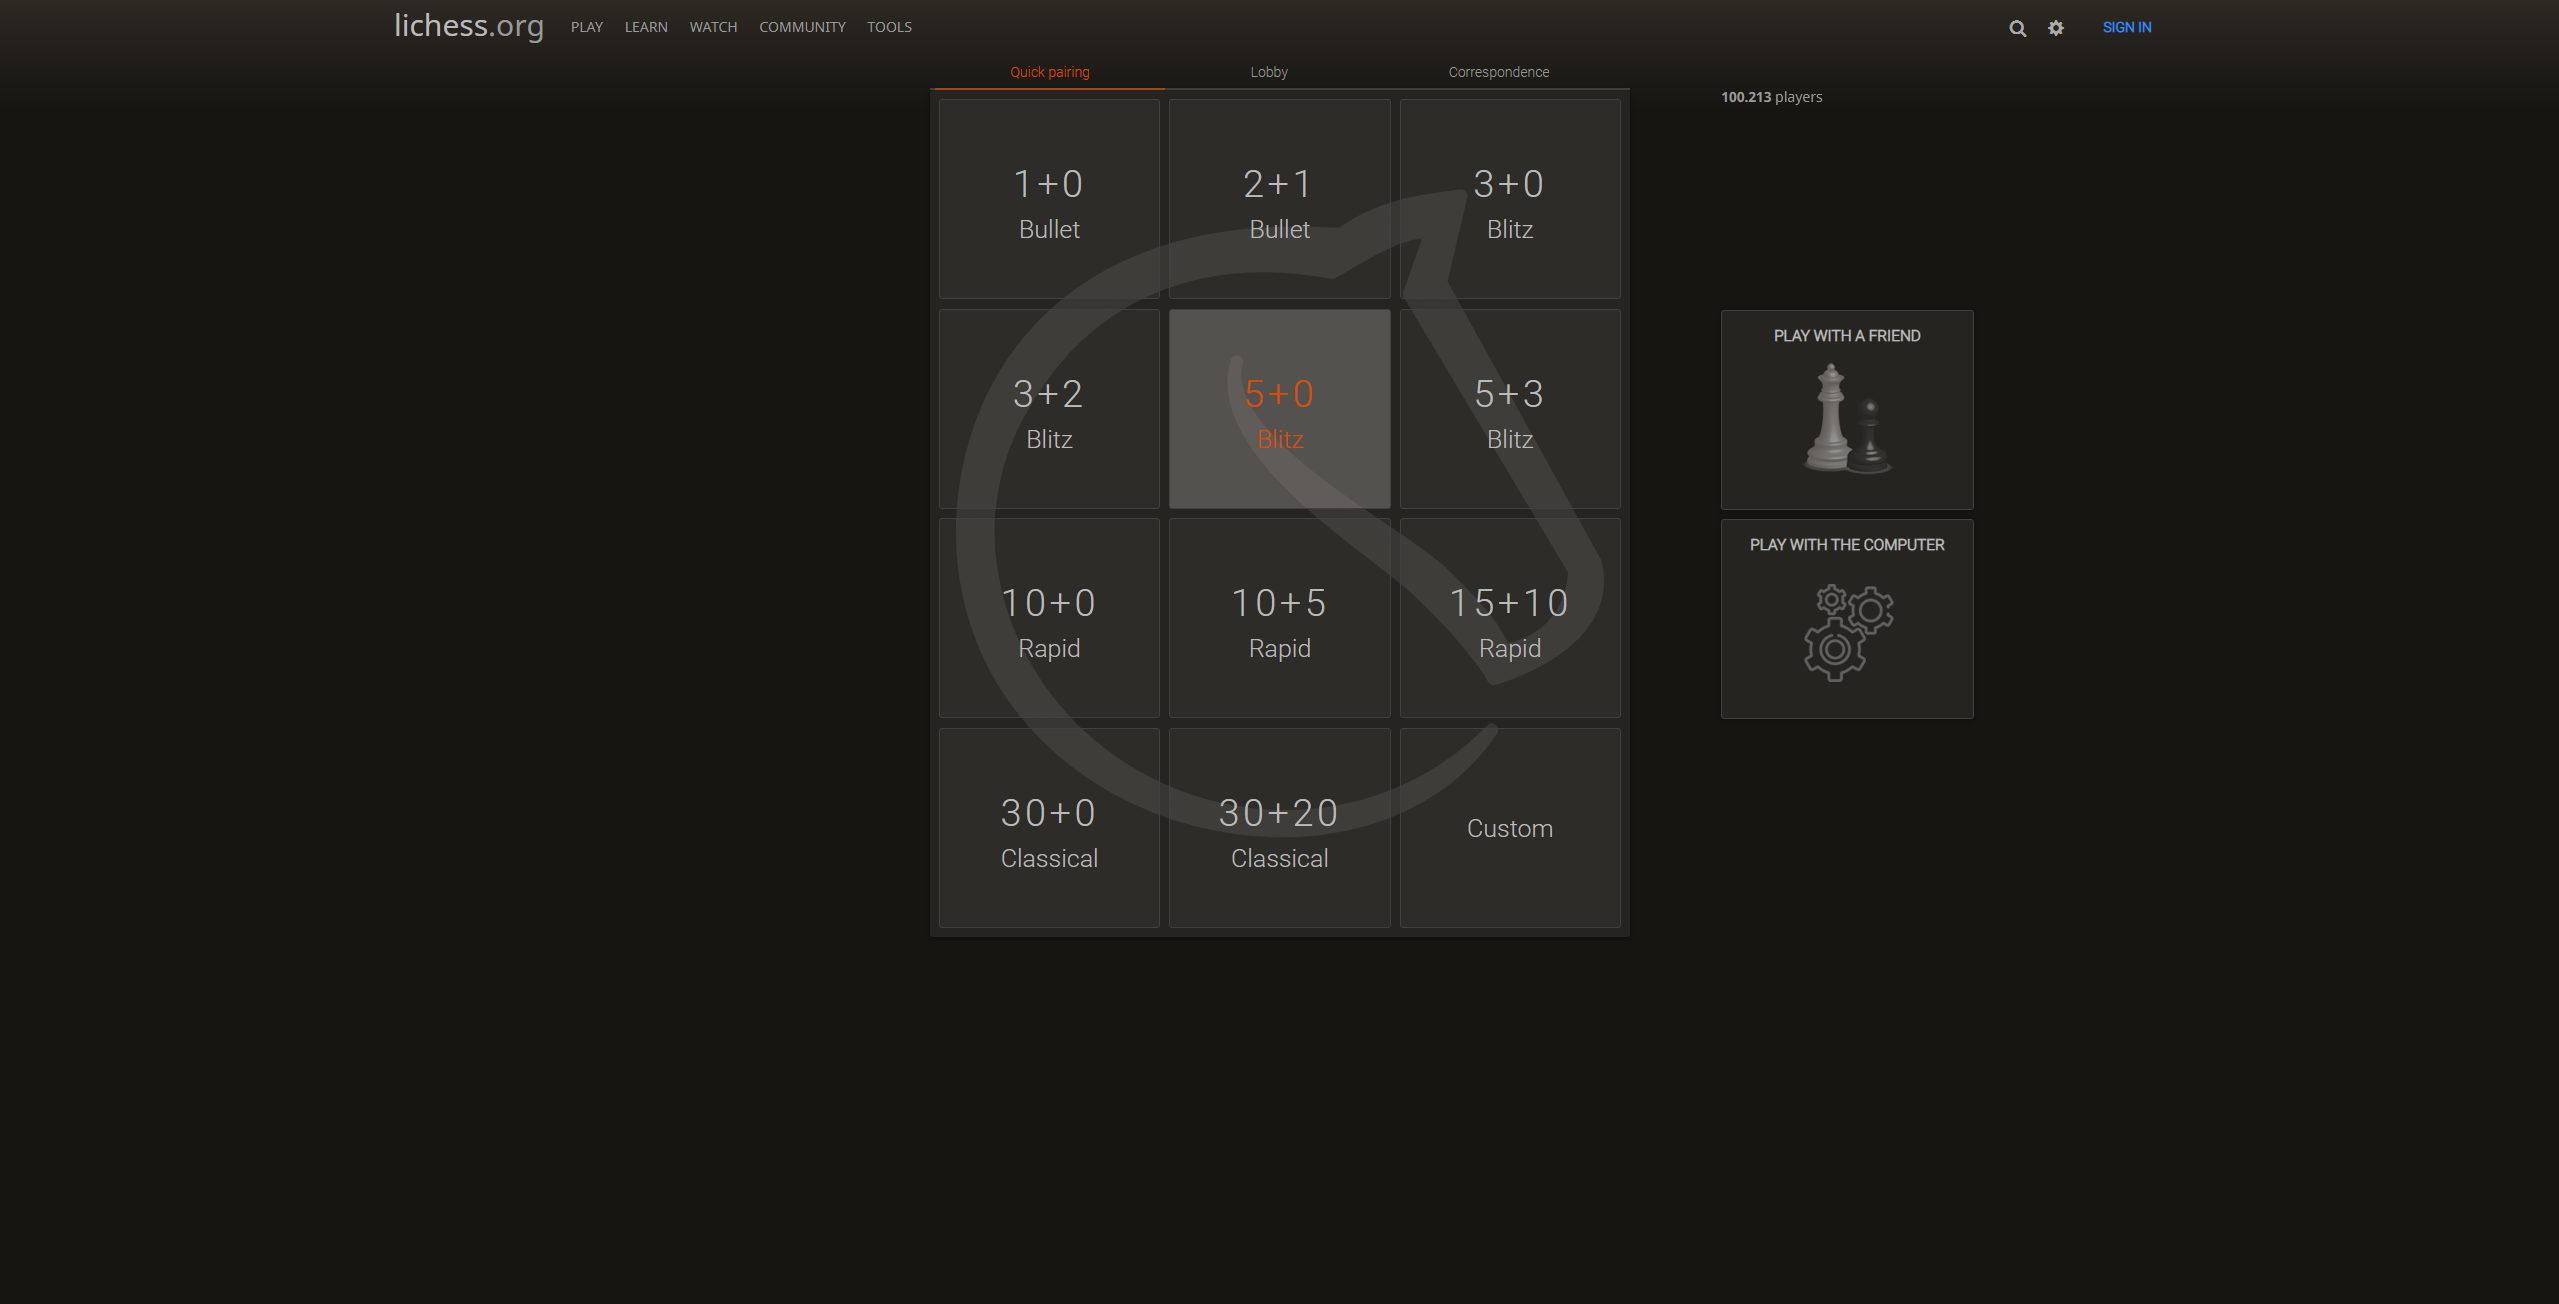 lichess.org PLAY LEARN WATCH COMMUNITY TOOLS SIGN IN
Quick pairing Lobby Correspondence
100.213 players
1+0 2+1 3+0
Bullet Bullet Blitz
3+2 5+0 5+3
Blitz Blitz Blitz
10+0 10+5 15+10
Rapid Rapid Rapid
30+0 30+20
Classical Classical Custom
PLAY WITH A FRIEND
PLAY WITH THE COMPUTER